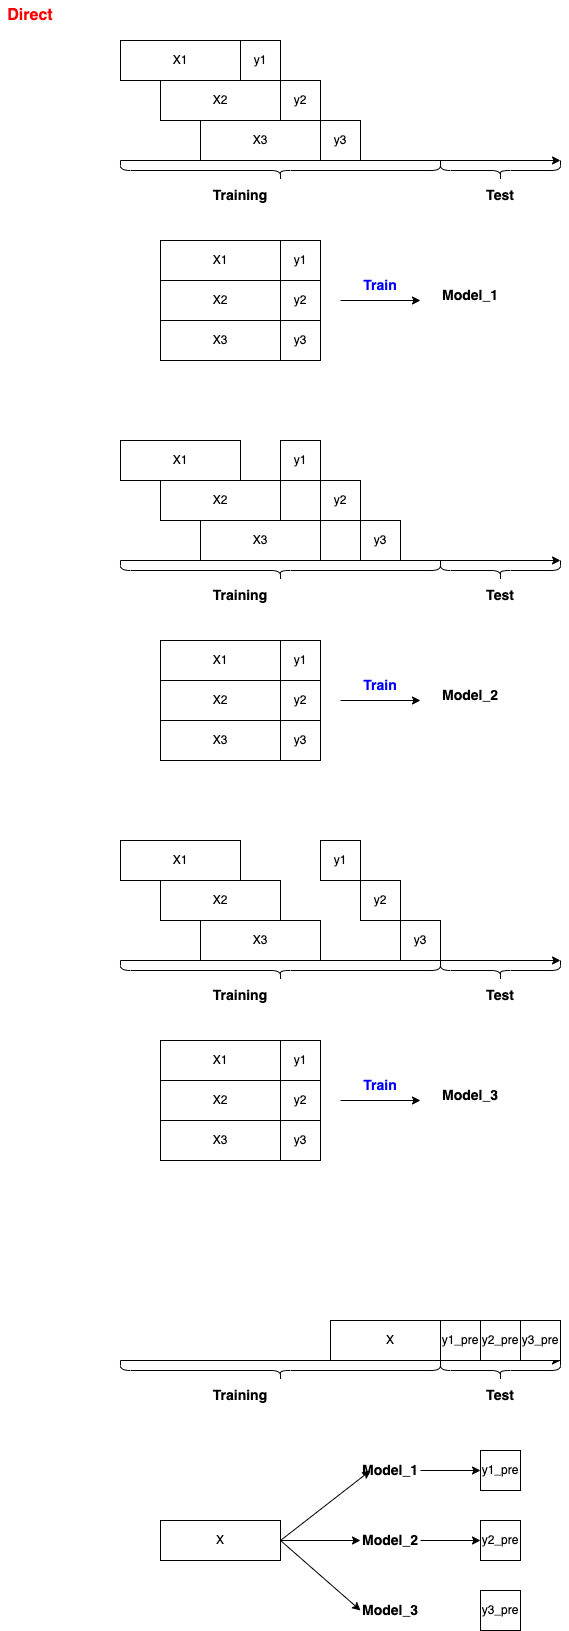 Direct
X1 y1
X2 y2
X3 y3
Training Test
X1 y1
X2 y2
X3 y3
Train
Model_1
X1 y1
X2 y2
X3 y3
Training Test
X1 y1
X2 y2
X3 y3
Train
Model_2
X1 y1
X2 y2
X3 y3
Training Test
X1 y1
X2 y2
X3 y3
Train
Model_3
X y1_pre y2_pre y3_pre
Training Test
Model_1 y1_pre
X Model_2 y2_pre
Model_3 y3_pre